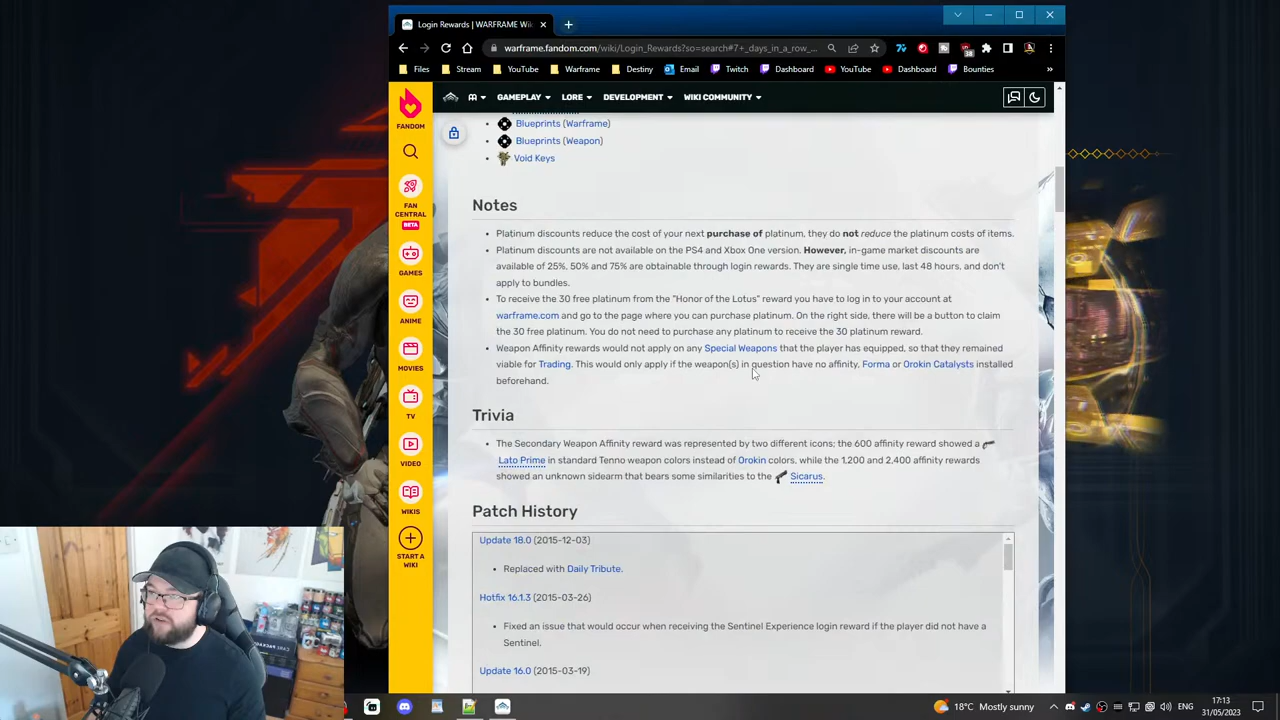 Login Rewards | WARFRAME Wi
warframe.fandom.com/wiki/Login_Rewards?so=search#7+_days_in_a_row_...
38
Files Stream YouTube Warframe Destiny Email Twitch Dashboard YouTube Dashboard Bounties »
GAMEPLAY LORE DEVELOPMENT WIKI COMMUNITY
FANDOM
FAN
CENTRAL
BETA
GAMES
ANIME
MOVIES
TV
VIDEO
WIKIS
START A
WIKI
Blueprints (Warframe)
Blueprints (Weapon)
Void Keys
Notes
Platinum discounts reduce the cost of your next purchase of platinum, they do not reduce the platinum costs of items.
Platinum discounts are not available on the PS4 and Xbox One version. However, in-game market discounts are
available of 25%, 50% and 75% are obtainable through login rewards. They are single time use, last 48 hours, and don't
apply to bundles.
To receive the 30 free platinum from the "Honor of the Lotus" reward you have to log in to your account at
warframe.com and go to the page where you can purchase platinum. On the right side, there will be a button to claim
the 30 free platinum. You do not need to purchase any platinum to receive the 30 platinum reward.
Weapon Affinity rewards would not apply on any Special Weapons that the player has equipped, so that they remained
viable for Trading. This would only apply if the weapon(s) in question have no affinity, Forma or Orokin Catalysts installed
beforehand.
Trivia
The Secondary Weapon Affinity reward was represented by two different icons; the 600 affinity reward showed a
Lato Prime in standard Tenno weapon colors instead of Orokin colors, while the 1,200 and 2,400 affinity rewards
showed an unknown sidearm that bears some similarities to the Sicarus.
Patch History
Update 18.0 (2015-12-03)
Replaced with Daily Tribute.
Hotfix 16.1.3 (2015-03-26)
Fixed an issue that would occur when receiving the Sentinel Experience login reward if the player did not have a
Sentinel.
Update 16.0 (2015-03-19)
18°C Mostly sunny
17:13
31/05/2023